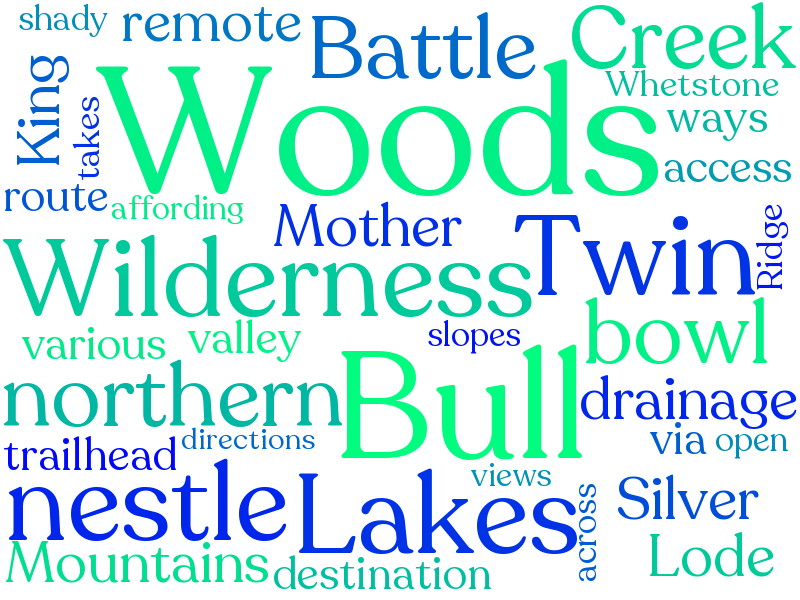 shady
remote
Battle
Creek
King
takes
Woods
Whetstone
ways
access
route
affording
Mother
Twin
Ridge
Wilderness
various
valley
slopes
bowl
northern
Bull
drainage
trailhead
directions
via
open
nestle
Lakes
views
across
Silver
Mountains
destination
Lode